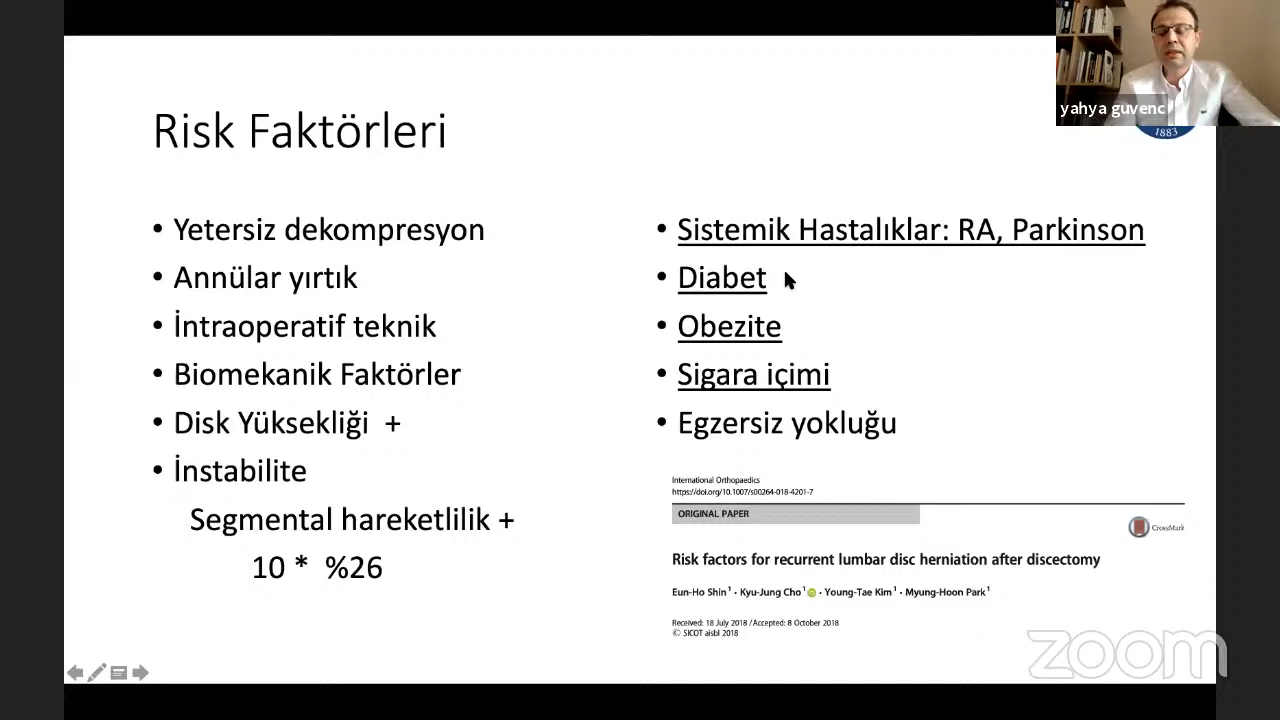 yahya guvenc
1883
Risk Faktörleri
• Yetersiz dekompresyon
• Annülar yırtık
• İntraoperatif teknik
• Biomekanik Faktörler
• Disk Yüksekliği +
• İnstabilite
Segmental hareketlilik +
10 * %26
• Sistemik Hastalıklar: RA, Parkinson
• Diabet
• Obezite
• Sigara içimi
• Egzersiz yokluğu
International Orthopaedics
https://doi.org/10.1007/s00264-018-4201-7
ORIGINAL PAPER
CrossMark
Risk factors for recurrent lumbar disc herniation after discectomy
Eun-Ho Shin¹ · Kyu-Jung Cho¹ · Young-Tae Kim¹ · Myung-Hoon Park¹
Received: 18 July 2018 / Accepted: 8 October 2018
© SICOT aisbl 2018
zoom